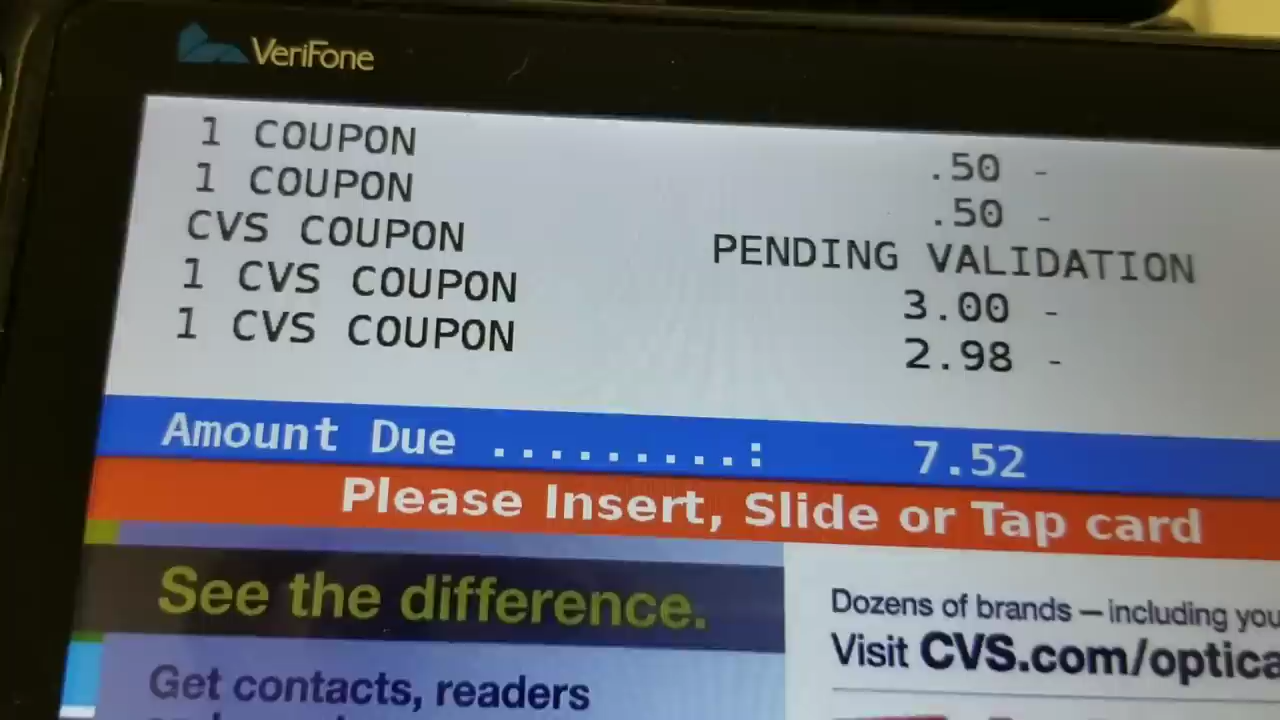 VeriFone
1 COUPON .50 -
1 COUPON .50 -
CVS COUPON PENDING VALIDATION
1 CVS COUPON 3.00 -
1 CVS COUPON 2.98 -
Amount Due .........: 7.52
Please Insert, Slide or Tap card
See the difference.
Get contacts, readers
Dozens of brands — including you
Visit CVS.com/optica